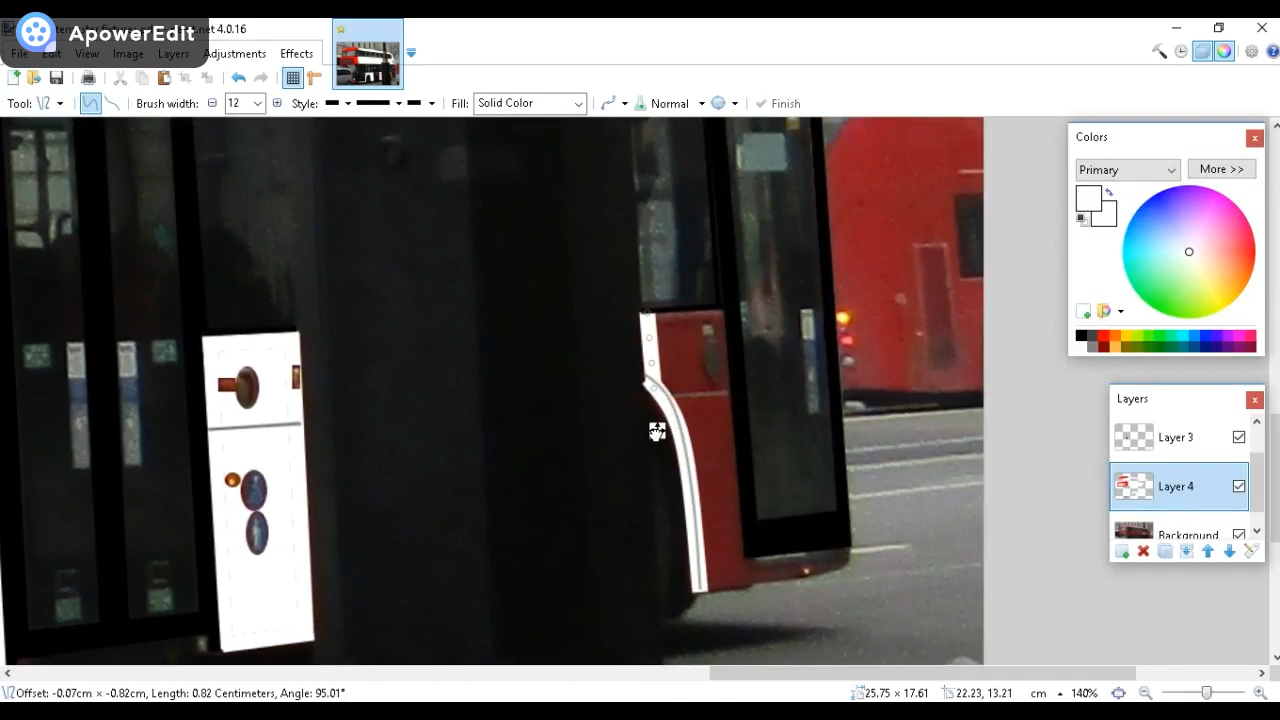 ApowerEdit
.net 4.0.16
File Edit View Image Layers Adjustments Effects
Tool: Brush width: 12 Style: Fill: Solid Color Normal Finish
Colors
Primary More >>
Layers
Layer 3
Layer 4
Background
Offset: -0.07cm × -0.82cm, Length: 0.82 Centimeters, Angle: 95.01° 25.75 × 17.61 22.23, 13.21 cm 140%